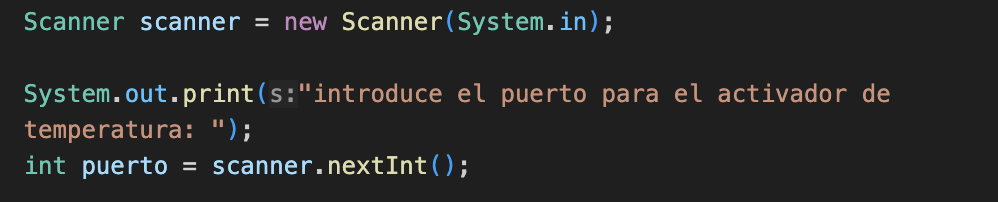 Scanner scanner = new Scanner(System.in);
System.out.print(s:"introduce el puerto para el activador de
temperatura: ");
int puerto = scanner.nextInt();